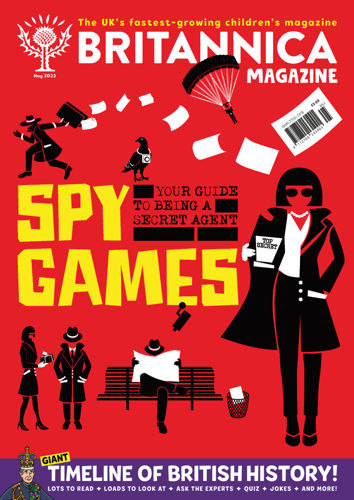 The UK's fastest-growing children's magazine
BRITANNICA
MAGAZINE
May 2023
SPY
GAMES
YOUR GUIDE
TO BEING A
SECRET AGENT
TOP
SECRET
GIANT
TIMELINE OF BRITISH HISTORY!
LOTS TO READ + LOADS TO LOOK AT + ASK THE EXPERTS + QUIZ + JOKES + AND MORE!